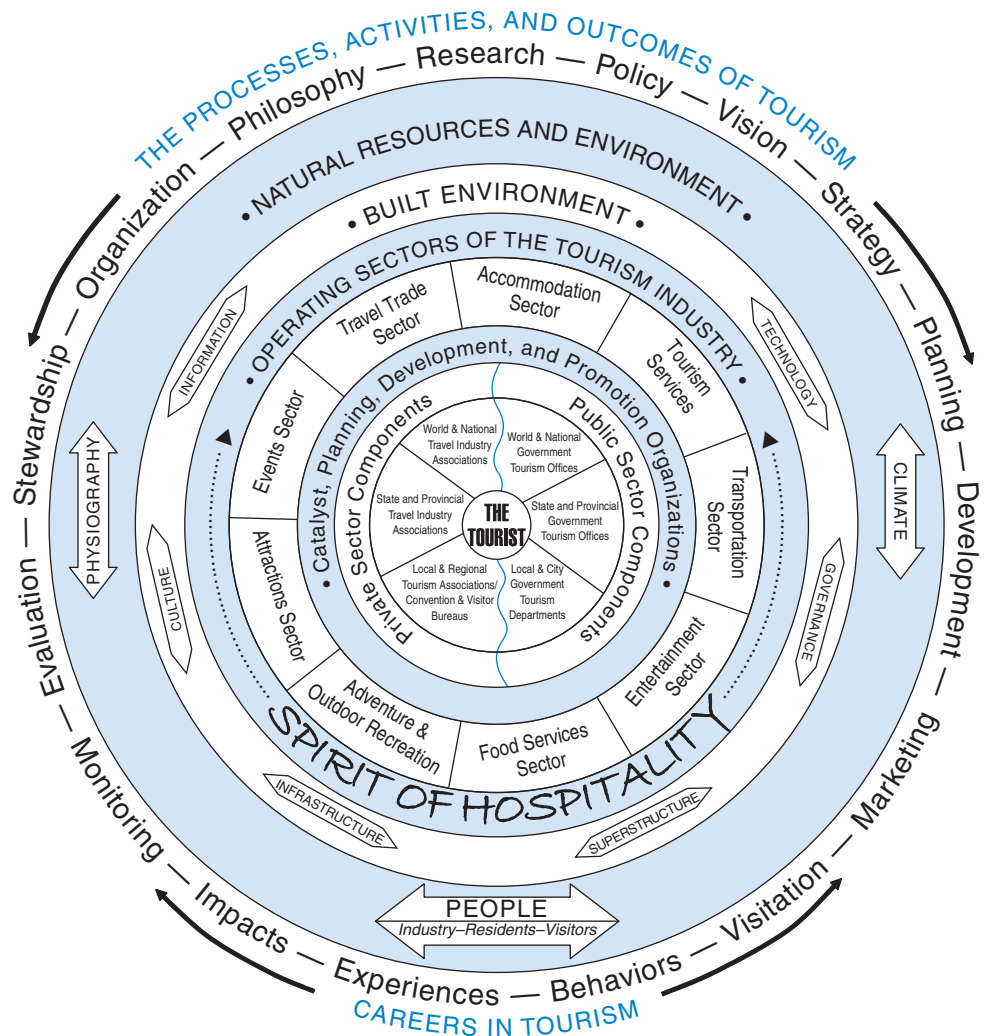 THE PROCESSES, ACTIVITIES, AND OUTCOMES OF TOURISM
Philosophy — Research — Policy — Vision — Strategy — Planning — Development — Marketing — Visitation — Behaviors — Experiences — Impacts — Monitoring — Evaluation — Stewardship — Organization —
• NATURAL RESOURCES AND ENVIRONMENT •
• BUILT ENVIRONMENT •
• OPERATING SECTORS OF THE TOURISM INDUSTRY •
INFORMATION
TECHNOLOGY
PHYSIOGRAPHY
CLIMATE
CULTURE
GOVERNANCE
INFRASTRUCTURE
SUPERSTRUCTURE
Travel Trade
Sector
Accommodation
Sector
Tourism
Services
Transportation
Sector
Entertainment
Sector
Food Services
Sector
Adventure &
Outdoor Recreation
Attractions Sector
Events Sector
• Catalyst, Planning, Development, and Promotion Organizations •
Private Sector Components
Public Sector Components
World & National
Travel Industry
Associations
World & National
Government
Tourism Offices
State and Provincial
Travel Industry
Associations
THE
TOURIST
State and Provincial
Government
Tourism Offices
Local & Regional
Tourism Associations/
Convention & Visitor
Bureaus
Local & City
Government
Tourism
Departments
SPIRIT OF HOSPITALITY
PEOPLE
Industry–Residents–Visitors
CAREERS IN TOURISM